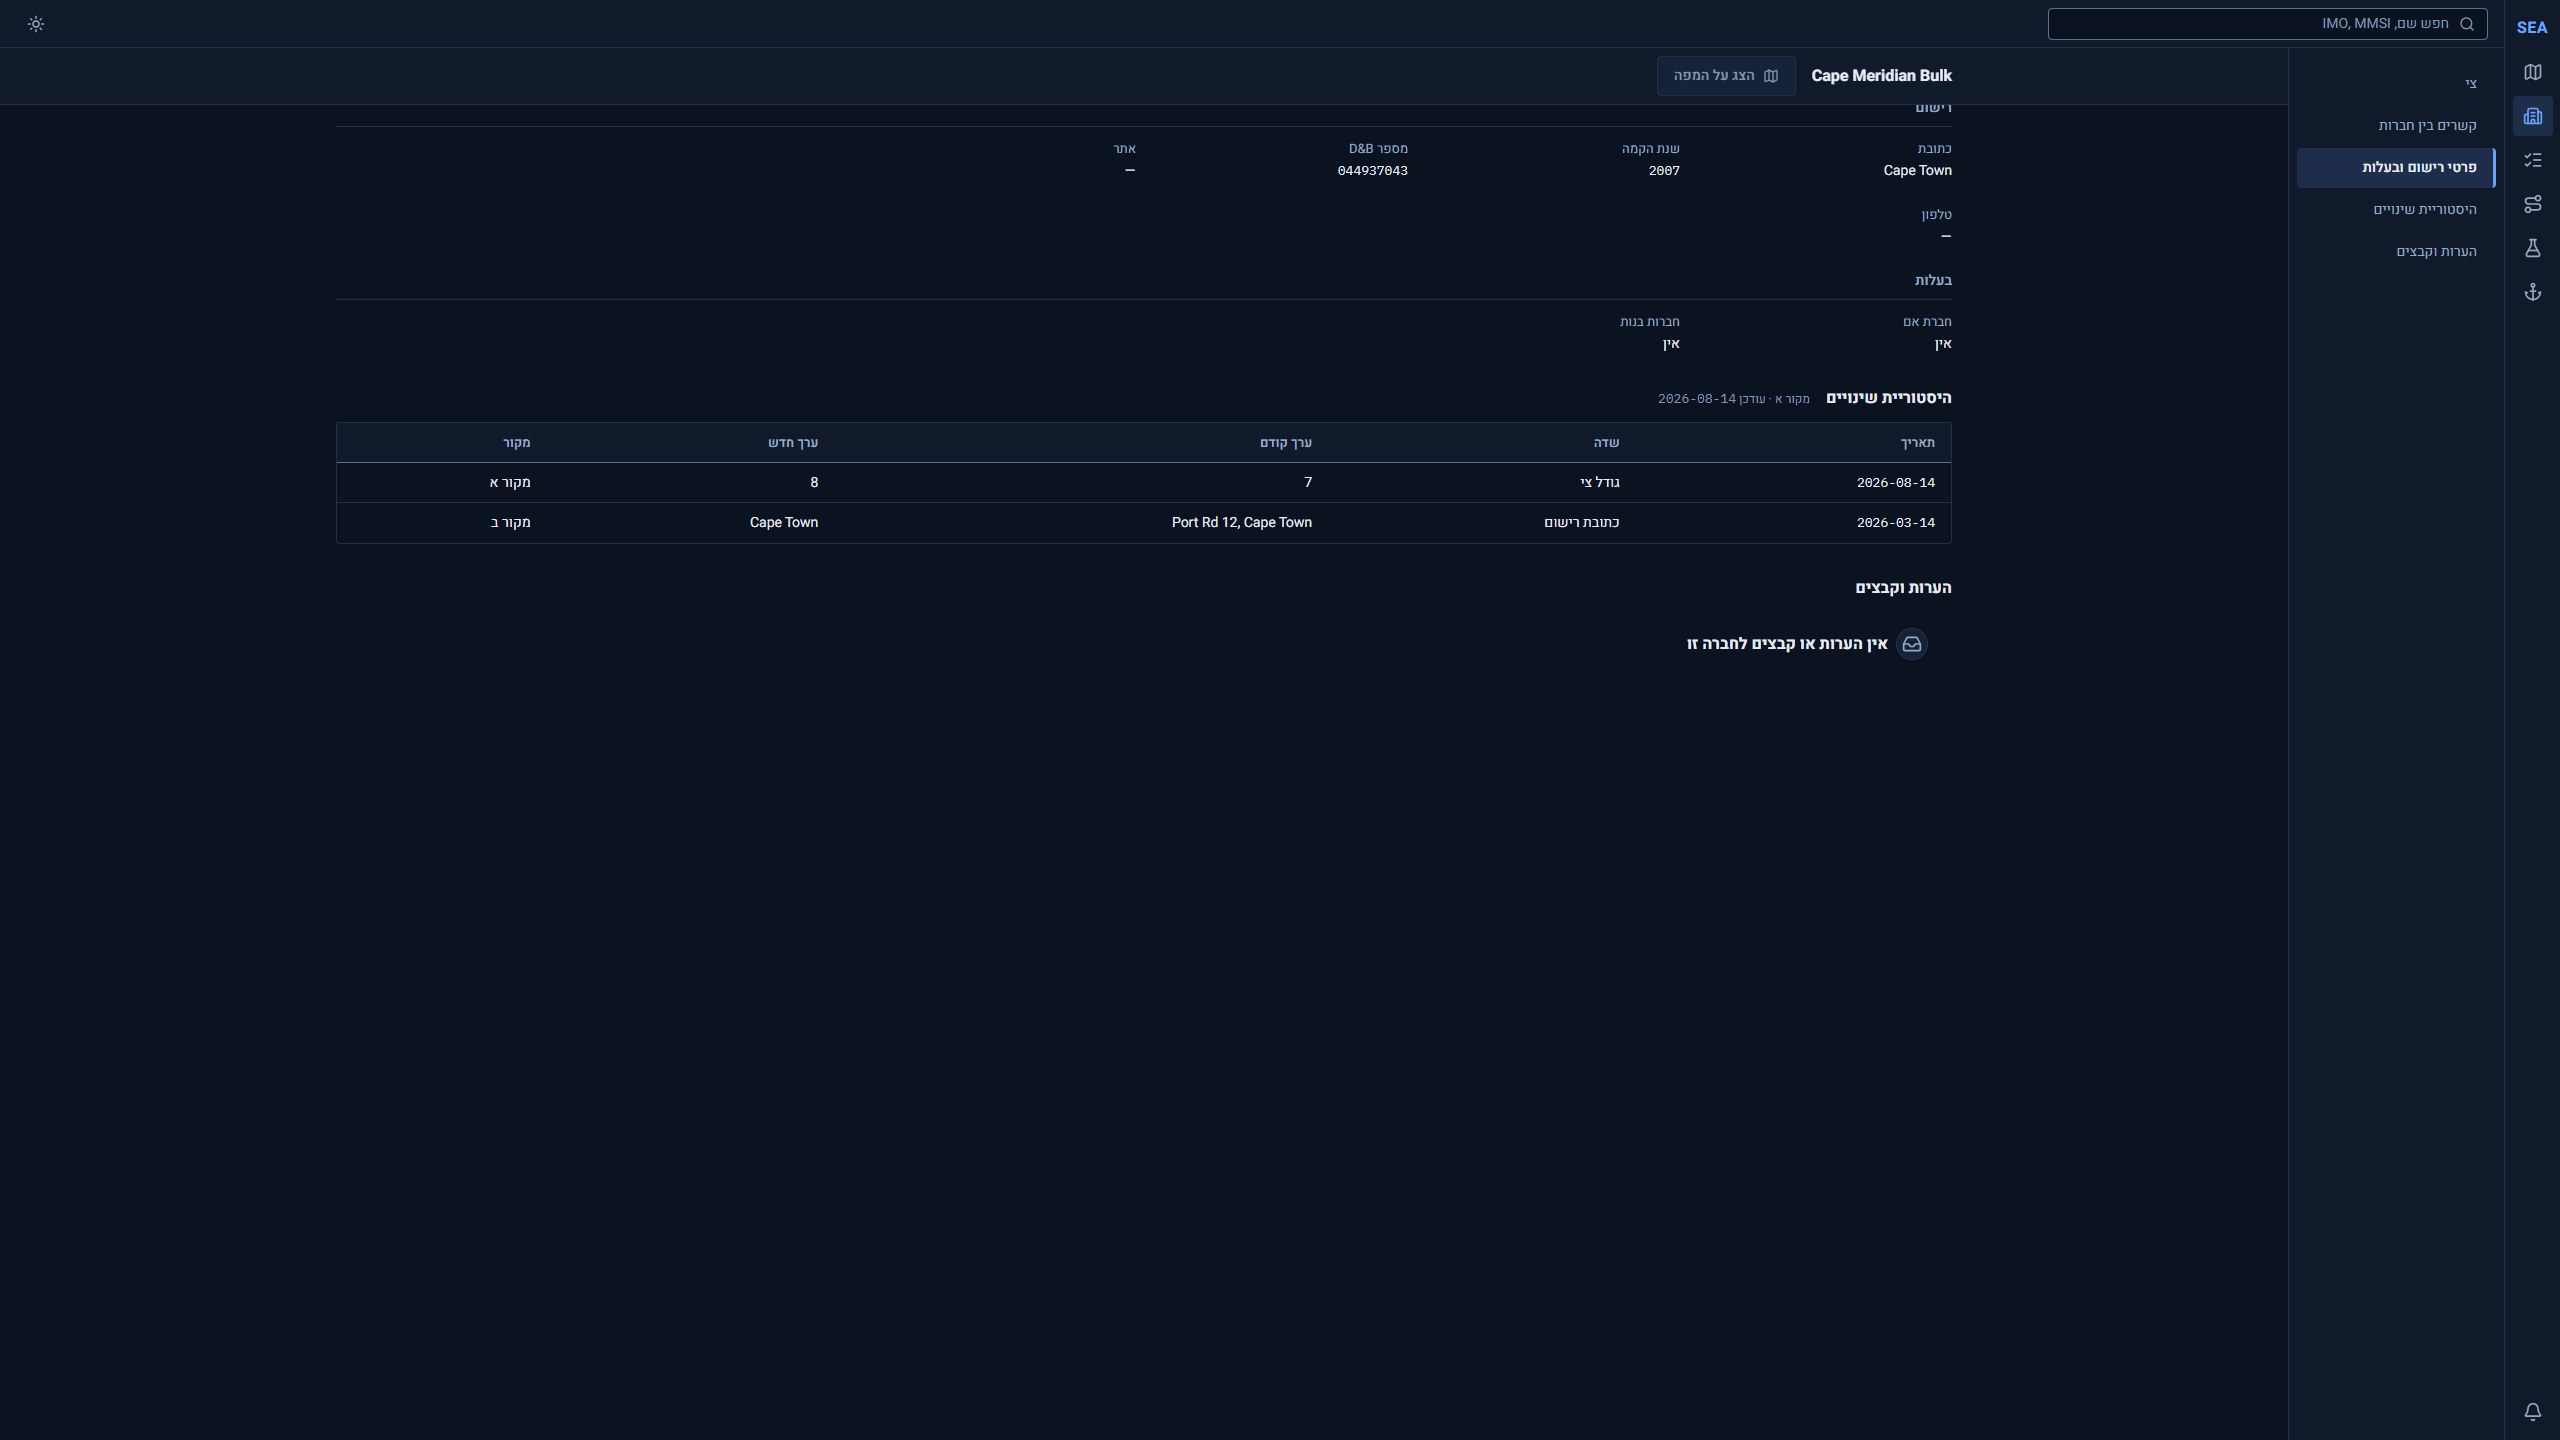 SEA
חפש שם, IMO, MMSI
צי
קשרים בין חברות
פרטי רישום ובעלות
היסטוריית שינויים
הערות וקבצים
Cape Meridian Bulk
הצג על המפה
רישום
כתובת שנת הקמה מספר D&B אתר
Cape Town 2007 044937043 —
טלפון
—
בעלות
חברת אם חברות בנות
אין אין
היסטוריית שינויים מקור א · עודכן 2026-08-14
תאריך שדה ערך קודם ערך חדש מקור
2026-08-14 גודל צי 7 8 מקור א
2026-03-14 כתובת רישום Port Rd 12, Cape Town Cape Town מקור ב
הערות וקבצים
אין הערות או קבצים לחברה זו